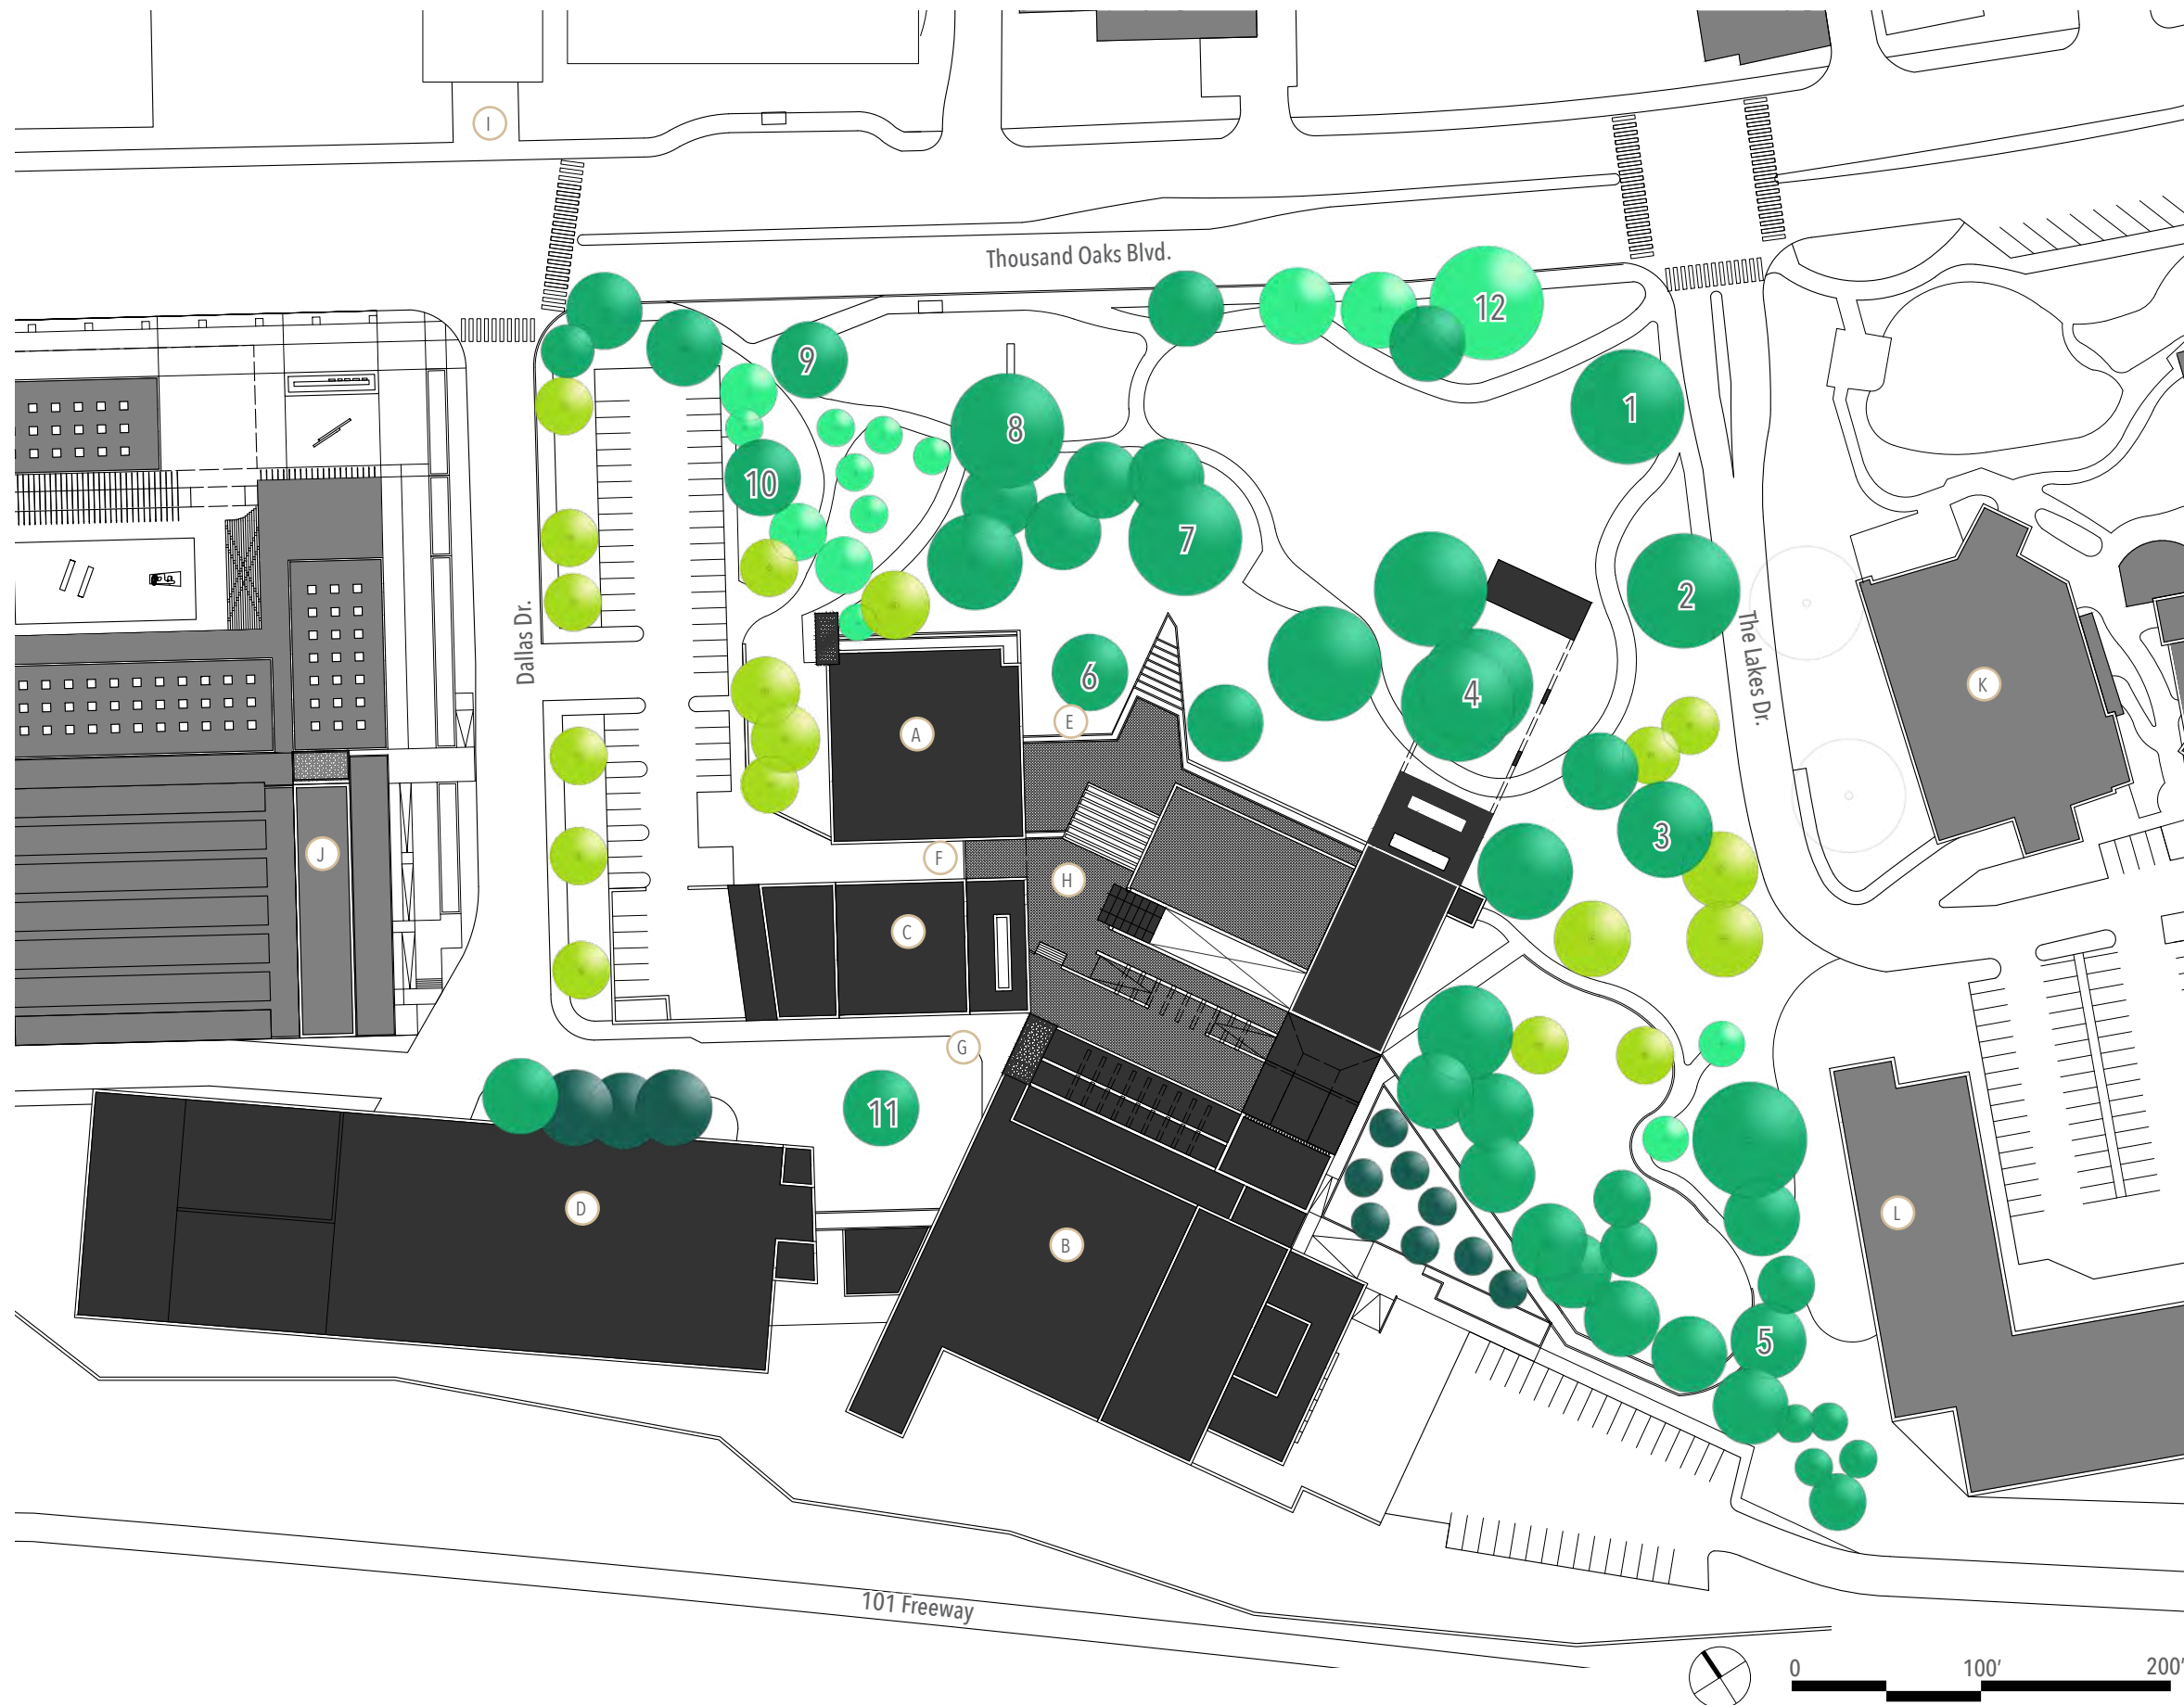 I
Thousand Oaks Blvd.
12
9
1
8
10
7
Dallas Dr.
2
The Lakes Dr.
6
4
K
E
A
3
J
F
H
C
G
11
D
L
B
5
101 Freeway
0 100’ 200’